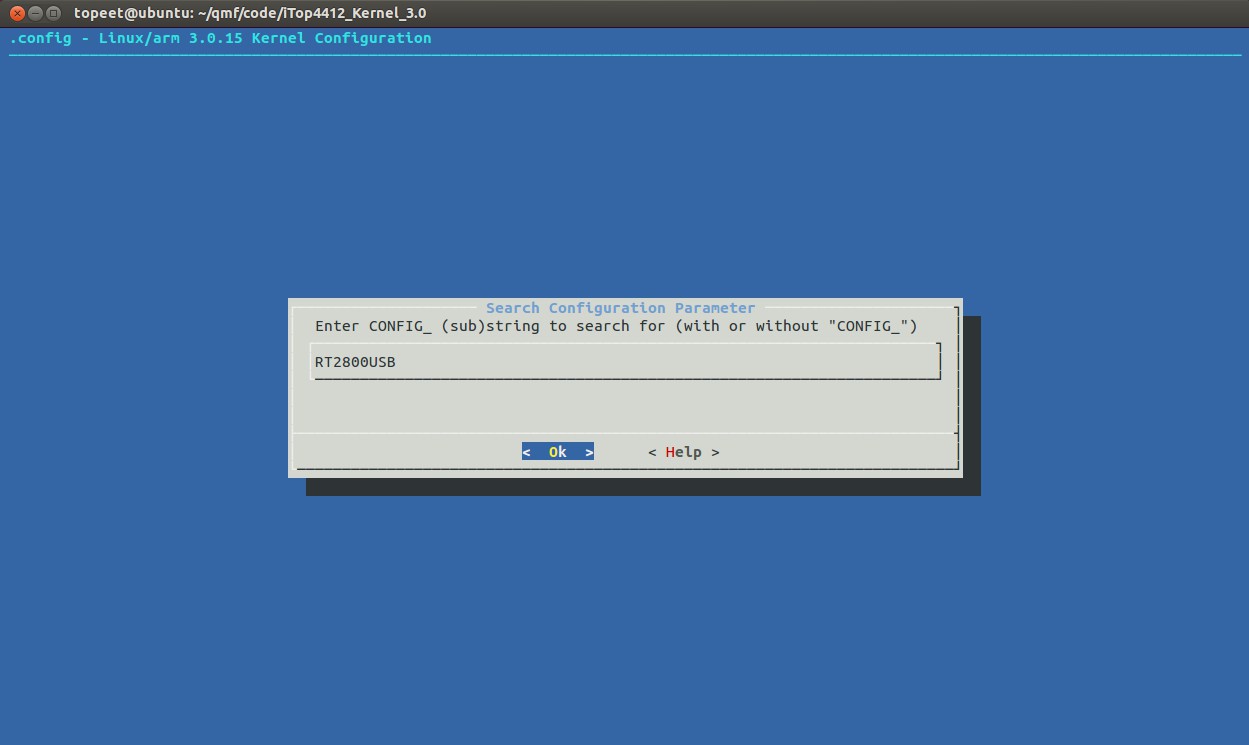 topeet@ubuntu: ~/qmf/code/iTop4412_Kernel_3.0
.config - Linux/arm 3.0.15 Kernel Configuration
Search Configuration Parameter
Enter CONFIG_ (sub)string to search for (with or without "CONFIG_")
RT2800USB
< Ok > < Help >